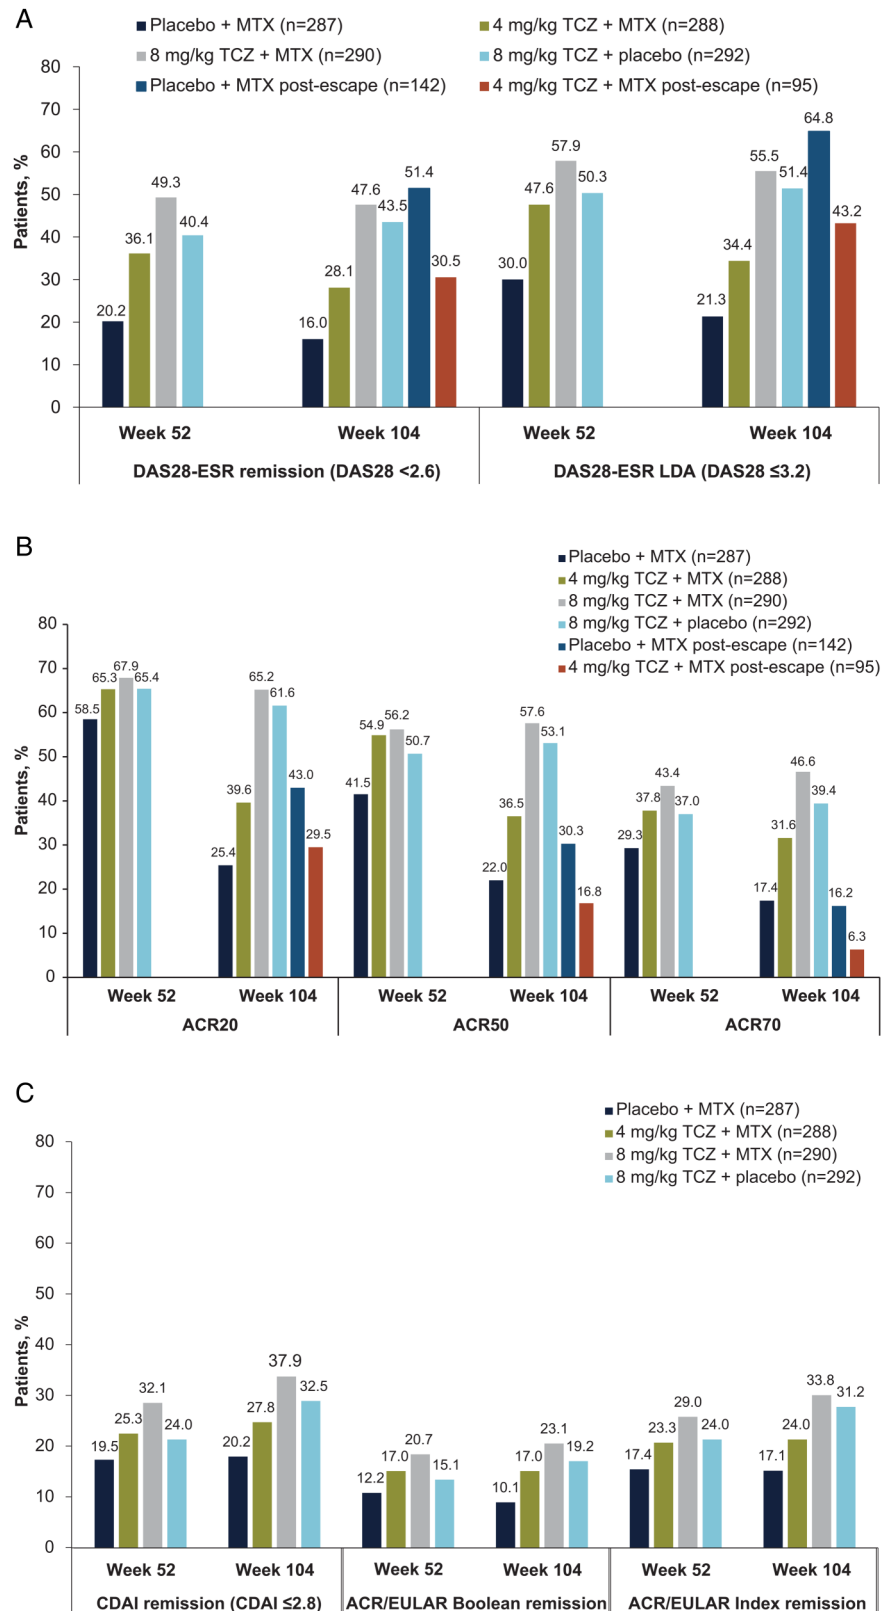 A
Placebo + MTX (n=287)
4 mg/kg TCZ + MTX (n=288)
8 mg/kg TCZ + MTX (n=290)
8 mg/kg TCZ + placebo (n=292)
Placebo + MTX post-escape (n=142)
4 mg/kg TCZ + MTX post-escape (n=95)
Patients, %
80
70
60
50
40
30
20
10
0
20.2
36.1
49.3
40.4
16.0
28.1
47.6
43.5
51.4
30.5
30.0
47.6
57.9
50.3
21.3
34.4
55.5
51.4
64.8
43.2
Week 52
Week 104
Week 52
Week 104
DAS28-ESR remission (DAS28 <2.6)
DAS28-ESR LDA (DAS28 ≤3.2)
B
Placebo + MTX (n=287)
4 mg/kg TCZ + MTX (n=288)
8 mg/kg TCZ + MTX (n=290)
8 mg/kg TCZ + placebo (n=292)
Placebo + MTX post-escape (n=142)
4 mg/kg TCZ + MTX post-escape (n=95)
Patients, %
80
70
60
50
40
30
20
10
0
58.5
65.3
67.9
65.4
25.4
39.6
65.2
61.6
43.0
29.5
41.5
54.9
56.2
50.7
22.0
36.5
57.6
53.1
30.3
16.8
29.3
37.8
43.4
37.0
17.4
31.6
46.6
39.4
16.2
6.3
Week 52
Week 104
Week 52
Week 104
Week 52
Week 104
ACR20
ACR50
ACR70
C
Placebo + MTX (n=287)
4 mg/kg TCZ + MTX (n=288)
8 mg/kg TCZ + MTX (n=290)
8 mg/kg TCZ + placebo (n=292)
Patients, %
80
70
60
50
40
30
20
10
0
19.5
25.3
32.1
24.0
20.2
27.8
37.9
32.5
12.2
17.0
20.7
15.1
10.1
17.0
23.1
19.2
17.4
23.3
29.0
24.0
17.1
24.0
33.8
31.2
Week 52
Week 104
Week 52
Week 104
Week 52
Week 104
CDAI remission (CDAI ≤2.8)
ACR/EULAR Boolean remission
ACR/EULAR Index remission